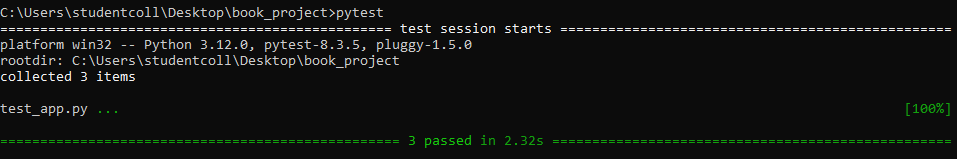 C:\Users\studentcoll\Desktop\book_project>pytest
================================================= test session starts =================================================
platform win32 -- Python 3.12.0, pytest-8.3.5, pluggy-1.5.0
rootdir: C:\Users\studentcoll\Desktop\book_project
collected 3 items
test_app.py ... [100%]
================================================== 3 passed in 2.32s ==================================================